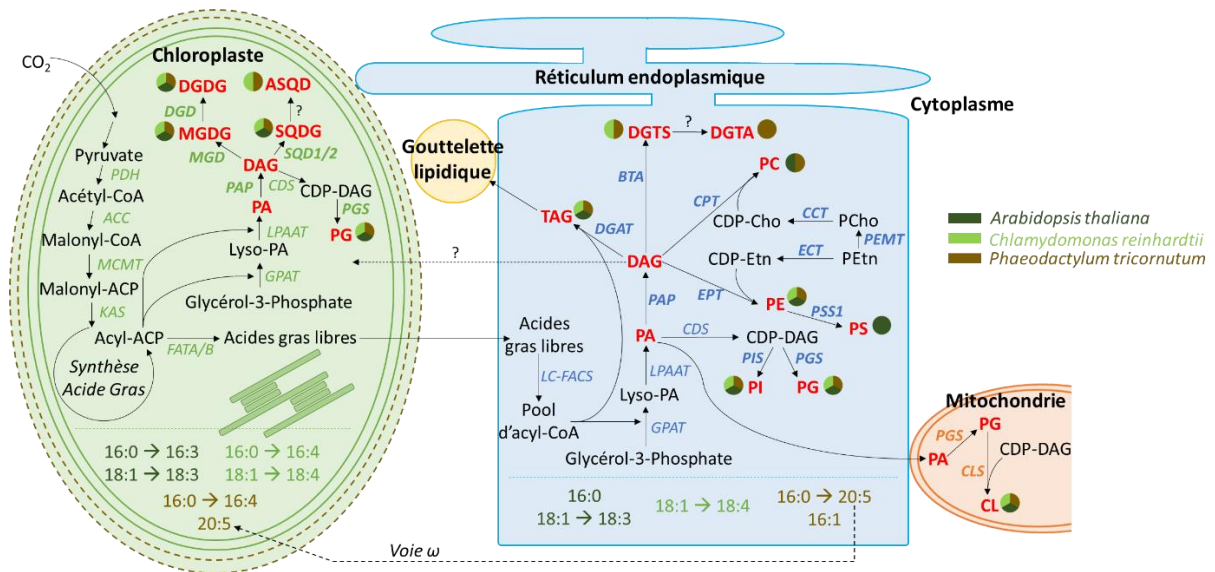 Chloroplaste
CO2
DGDG
ASQD
DGD
?
MGDG
SQDG
MGD
SQD1/2
DAG
Pyruvate
PDH
PAP
CDS
CDP-DAG
Acétyl-CoA
PA
PGS
ACC
LPAAT
PG
Malonyl-CoA
Lyso-PA
MCMT
GPAT
Malonyl-ACP
Glycérol-3-Phosphate
KAS
Acyl-ACP
FATA/B
Acides gras libres
Synthèse
Acide Gras
16:0 → 16:3
16:0 → 16:4
18:1 → 18:3
18:1 → 18:4
16:0 → 16:4
20:5
Voie ω
Gouttelette
lipidique
Réticulum endoplasmique
Cytoplasme
DGTS
?
DGTA
BTA
PC
CPT
TAG
CDP-Cho
CCT
PCho
DGAT
PEMT
?
DAG
CDP-Etn
ECT
PEtn
PAP
EPT
PE
PSS1
PS
Acides
gras libres
PA
CDS
CDP-DAG
LC-FACS
LPAAT
PIS
PGS
Lyso-PA
PI
PG
Pool
d'acyl-CoA
GPAT
Glycérol-3-Phosphate
16:0
18:1 → 18:3
18:1 → 18:4
16:0 → 20:5
16:1
Arabidopsis thaliana
Chlamydomonas reinhardtii
Phaeodactylum tricornutum
Mitochondrie
PG
PGS
PA
CDP-DAG
CLS
CL